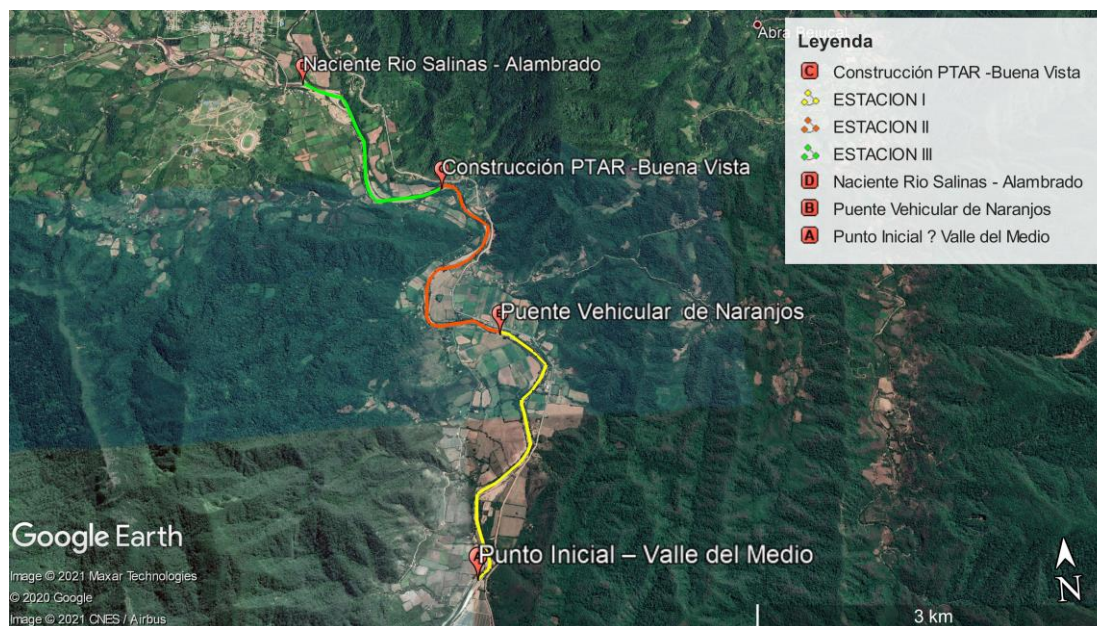 Abra Rejucal
Leyenda
C Construcción PTAR -Buena Vista
ESTACION I
ESTACION II
ESTACION III
D Naciente Rio Salinas - Alambrado
B Puente Vehicular de Naranjos
A Punto Inicial ? Valle del Medio
Naciente Rio Salinas - Alambrado
Construcción PTAR -Buena Vista
Puente Vehicular de Naranjos
Punto Inicial – Valle del Medio
Google Earth
Image © 2021 Maxar Technologies
© 2020 Google
Image © 2021 CNES / Airbus
N
3 km